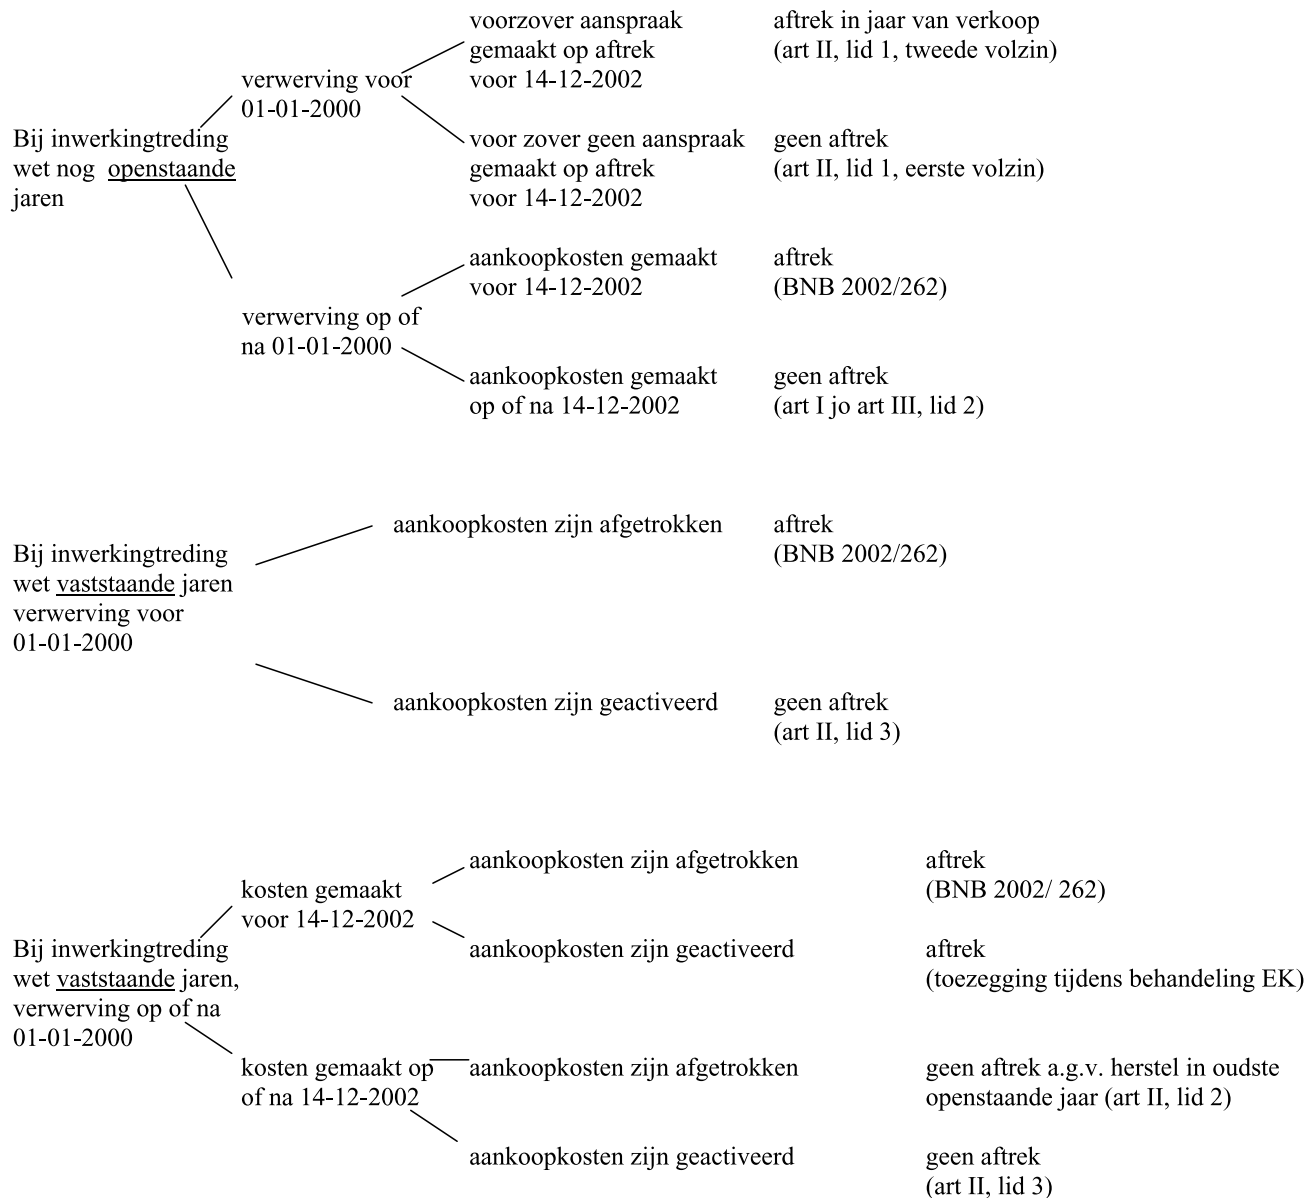 voorzover aanspraak
gemaakt op aftrek
voor 14-12-2002
aftrek in jaar van verkoop
(art II, lid 1, tweede volzin)
verwerving voor
01-01-2000
Bij inwerkingtreding
wet nog openstaande
jaren
voor zover geen aanspraak
gemaakt op aftrek
voor 14-12-2002
geen aftrek
(art II, lid 1, eerste volzin)
aankoopkosten gemaakt
voor 14-12-2002
aftrek
(BNB 2002/262)
verwerving op of
na 01-01-2000
aankoopkosten gemaakt
op of na 14-12-2002
geen aftrek
(art I jo art III, lid 2)
aankoopkosten zijn afgetrokken
aftrek
(BNB 2002/262)
Bij inwerkingtreding
wet vaststaande jaren
verwerving voor
01-01-2000
aankoopkosten zijn geactiveerd
geen aftrek
(art II, lid 3)
aankoopkosten zijn afgetrokken
aftrek
(BNB 2002/ 262)
kosten gemaakt
voor 14-12-2002
aankoopkosten zijn geactiveerd
aftrek
(toezegging tijdens behandeling EK)
Bij inwerkingtreding
wet vaststaande jaren,
verwerving op of na
01-01-2000
kosten gemaakt op
of na 14-12-2002
aankoopkosten zijn afgetrokken
geen aftrek a.g.v. herstel in oudste
openstaande jaar (art II, lid 2)
aankoopkosten zijn geactiveerd
geen aftrek
(art II, lid 3)